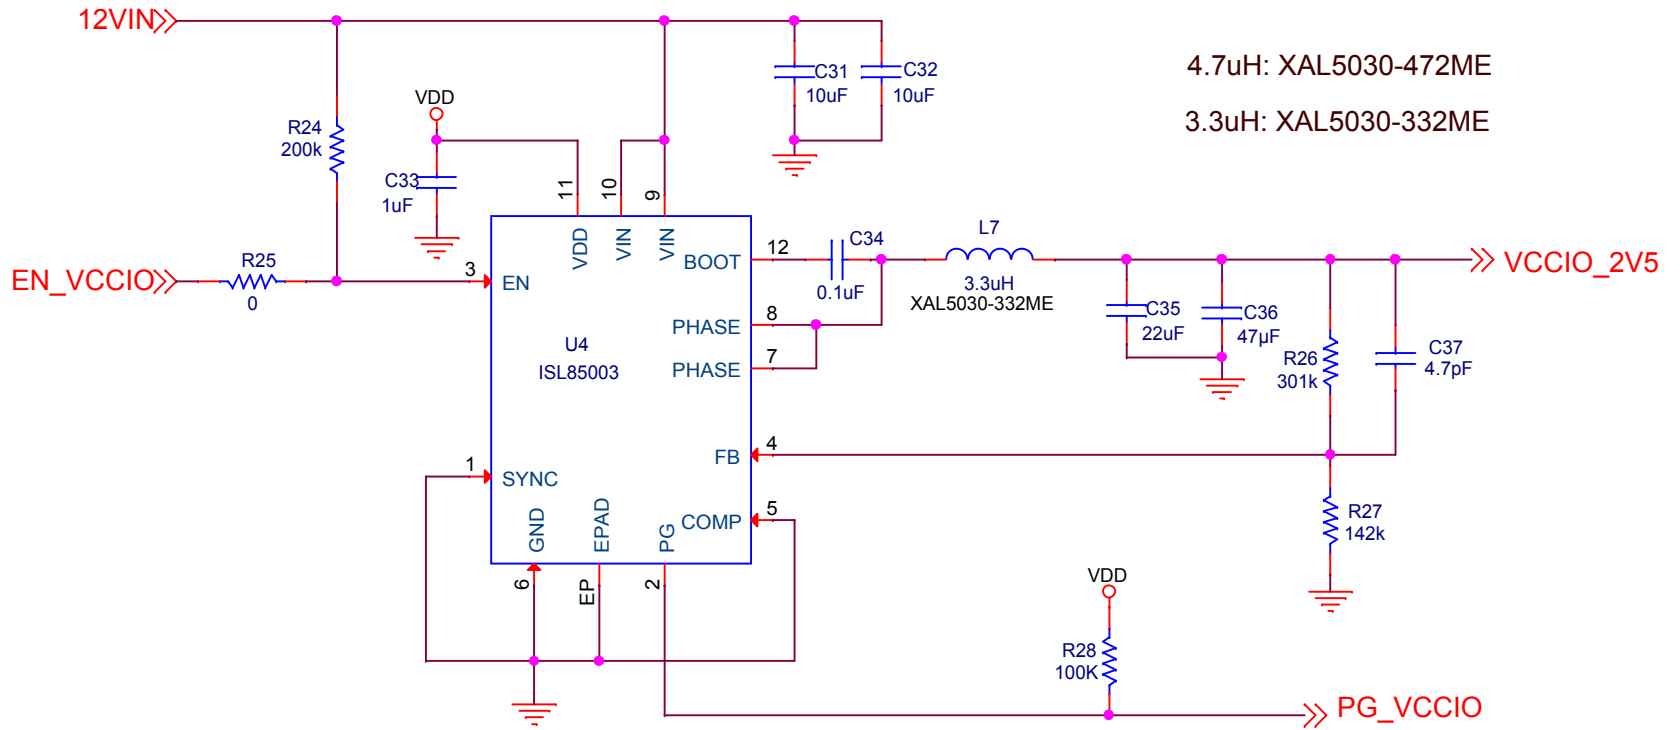 12VIN
4.7uH: XAL5030-472ME
3.3uH: XAL5030-332ME
C31
10uF
C32
10uF
VDD
R24
200k
C33
1uF
11
10
9
VDD
VIN
VIN
EN_VCCIO
R25
0
3
EN
BOOT
12
C34
0.1uF
L7
3.3uH
XAL5030-332ME
VCCIO_2V5
PHASE
8
PHASE
7
U4
ISL85003
C35
22uF
C36
47µF
R26
301k
C37
4.7pF
FB
4
1
SYNC
COMP
5
GND
EPAD
PG
6
EP
2
R27
142k
VDD
R28
100K
PG_VCCIO